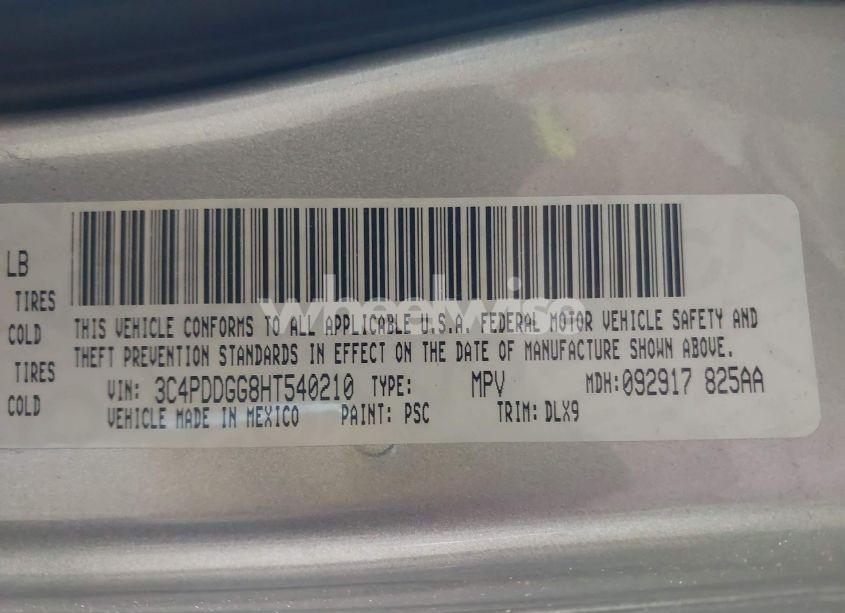 LB
TIRES
COLD
TIRES
COLD
wheelwise
THIS VEHICLE CONFORMS TO ALL APPLICABLE U.S.A. FEDERAL MOTOR VEHICLE SAFETY AND
THEFT PREVENTION STANDARDS IN EFFECT ON THE DATE OF MANUFACTURE SHOWN ABOVE.
VIN: 3C4PDDGG8HT540210 TYPE: MPV MDH:092917 825AA
VEHICLE MADE IN MEXICO PAINT: PSC TRIM: DLX9